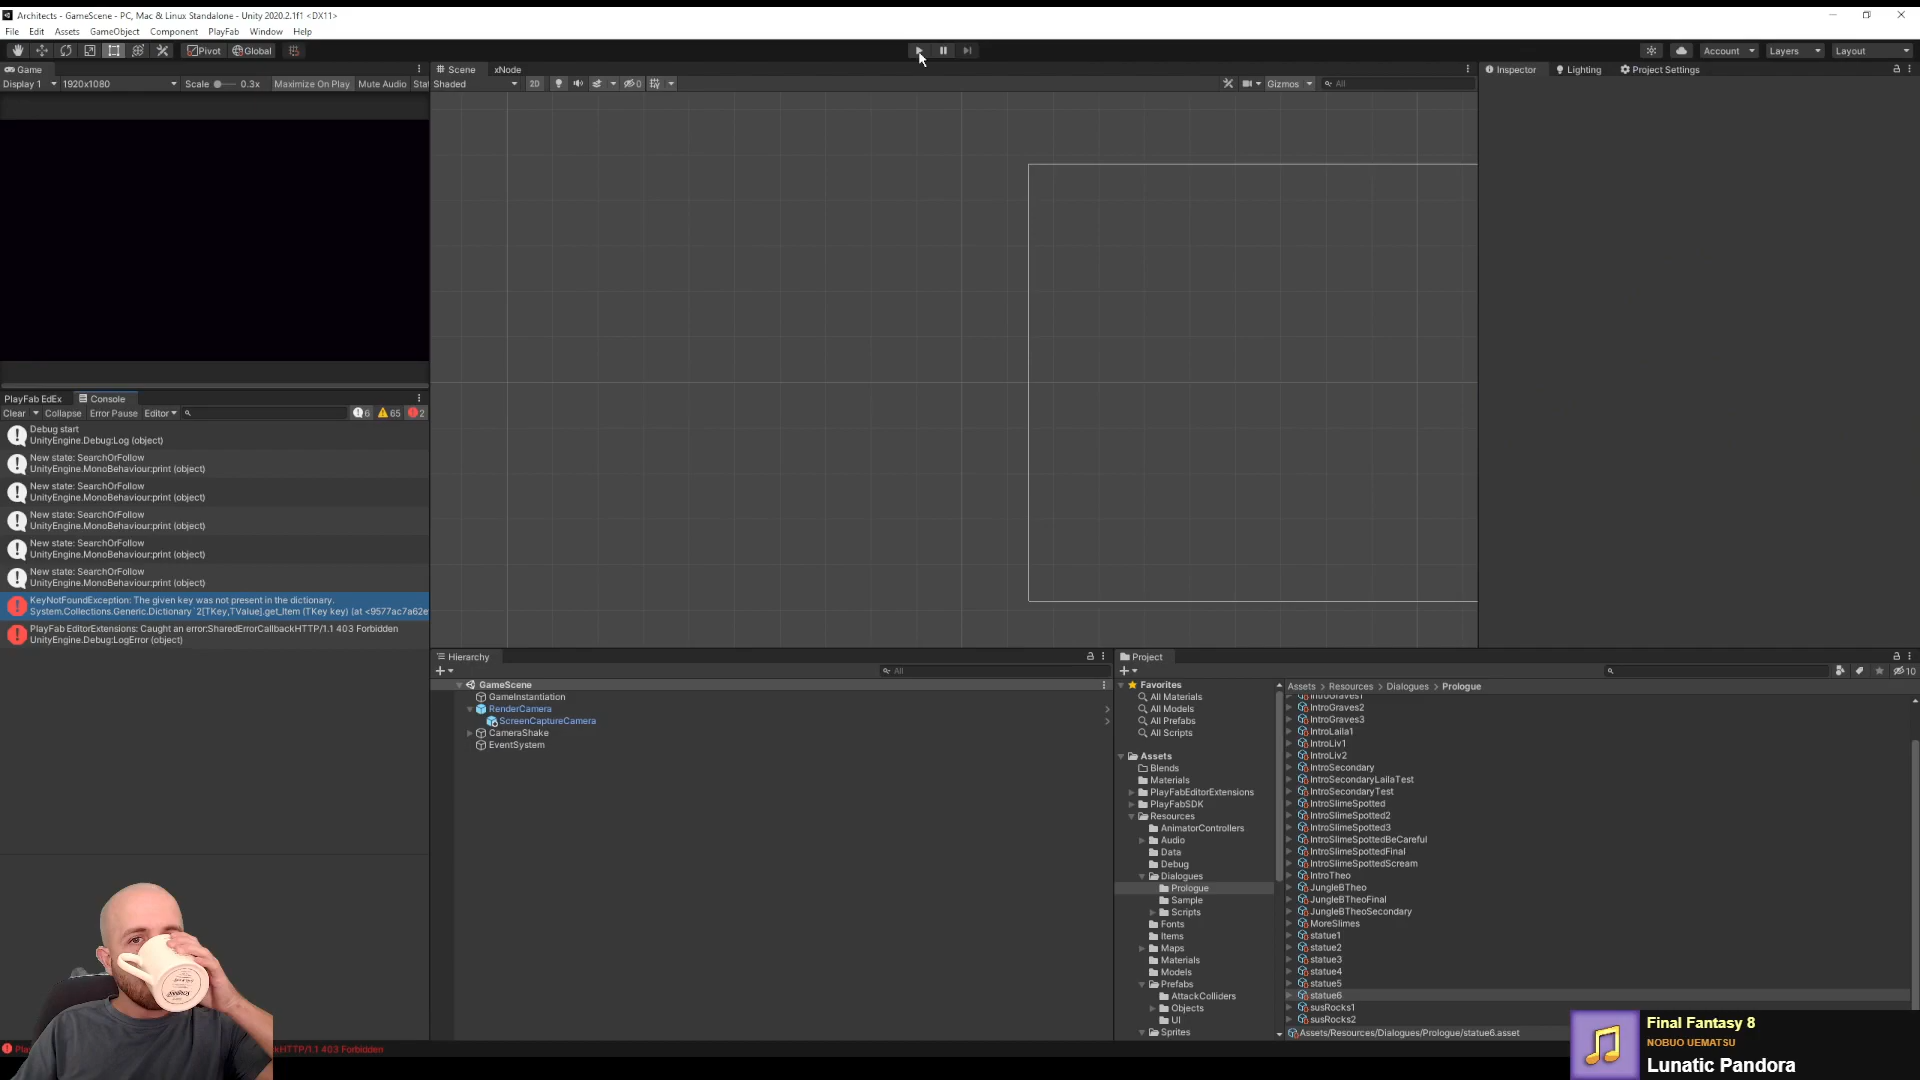 Architects - GameScene - PC, Mac & Linux Standalone - Unity 2020.2.1f1 <DX11>
File Edit Assets GameObject Component PlayFab Window Help
Pivot Global Account Layers Layout
Game Scene xNode Inspector Lighting Project Settings
Display 1 1920x1080 Scale 0.3x Maximize On Play Mute Audio Stat Shaded 2D 0 Gizmos All
PlayFab EdEx Console
Clear Collapse Error Pause Editor 6 65 2
Debug start
UnityEngine.Debug:Log (object)
New state: SearchOrFollow
UnityEngine.MonoBehaviour:print (object)
New state: SearchOrFollow
UnityEngine.MonoBehaviour:print (object)
New state: SearchOrFollow
UnityEngine.MonoBehaviour:print (object)
New state: SearchOrFollow
UnityEngine.MonoBehaviour:print (object)
New state: SearchOrFollow
UnityEngine.MonoBehaviour:print (object)
KeyNotFoundException: The given key was not present in the dictionary.
System.Collections.Generic.Dictionary`2[TKey,TValue].get_Item (TKey key) (at <9577ac7a62e
PlayFab EditorExtensions: Caught an error:SharedErrorCallbackHTTP/1.1 403 Forbidden
UnityEngine.Debug:LogError (object)
Hierarchy
All
GameScene
GameInstantiation
RenderCamera
ScreenCaptureCamera
CameraShake
EventSystem
Project
10
Favorites
All Materials
All Models
All Prefabs
All Scripts
Assets
Blends
Materials
PlayFabEditorExtensions
PlayFabSDK
Resources
AnimatorControllers
Audio
Data
Debug
Dialogues
Prologue
Sample
Scripts
Fonts
Items
Maps
Materials
Models
Prefabs
AttackColliders
Objects
UI
Sprites
Assets > Resources > Dialogues > Prologue
IntroGraves1
IntroGraves2
IntroGraves3
IntroLaila1
IntroLiv1
IntroLiv2
IntroSecondary
IntroSecondaryLailaTest
IntroSecondaryTest
IntroSlimeSpotted
IntroSlimeSpotted2
IntroSlimeSpotted3
IntroSlimeSpottedBeCareful
IntroSlimeSpottedFinal
IntroSlimeSpottedScream
IntroTheo
JungleBTheo
JungleBTheoFinal
JungleBTheoSecondary
MoreSlimes
statue1
statue2
statue3
statue4
statue5
statue6
susRocks1
susRocks2
Assets/Resources/Dialogues/Prologue/statue6.asset
Pla ckHTTP/1.1 403 Forbidden
Final Fantasy 8
NOBUO UEMATSU
Lunatic Pandora